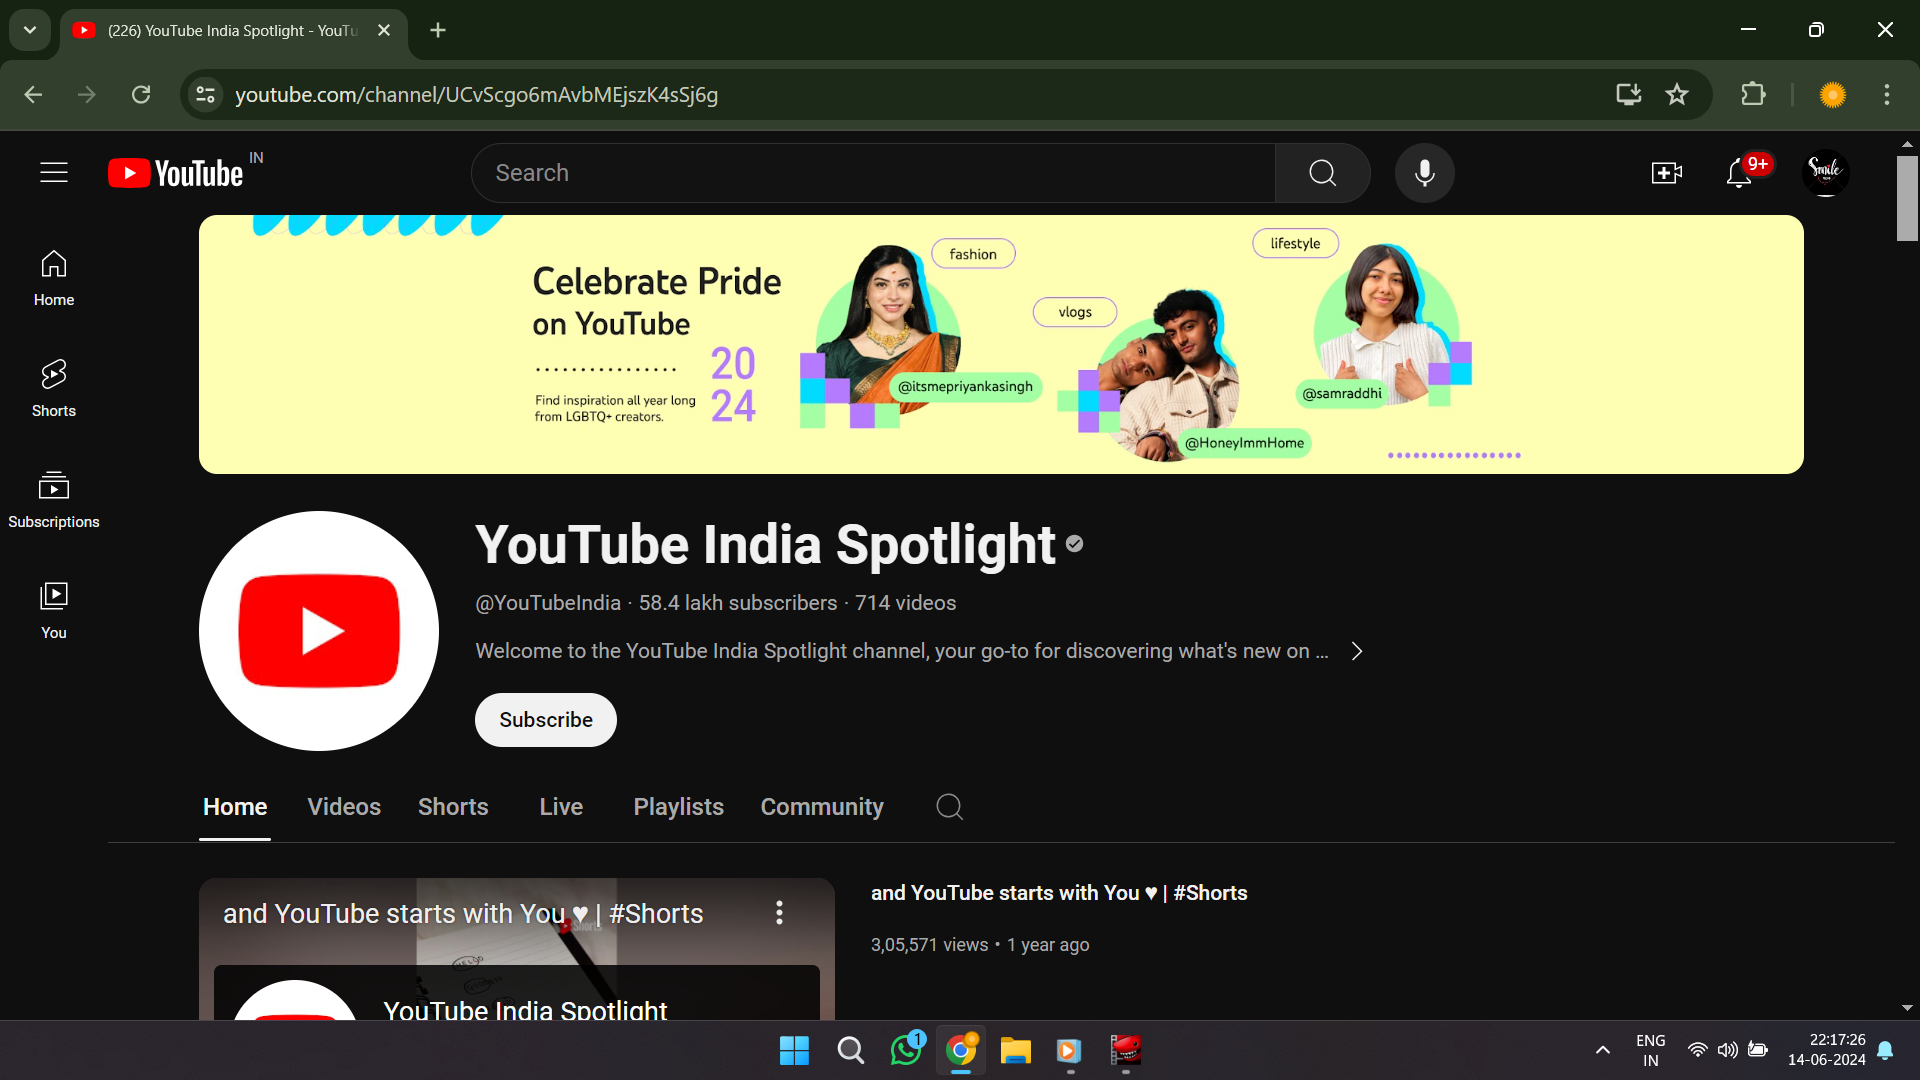 (226) YouTube India Spotlight - YouTu
youtube.com/channel/UCvScgo6mAvbMEjszK4sSj6g
YouTube IN
Search
9+
Smile
Home
Shorts
Subscriptions
You
Celebrate Pride
on YouTube
2024
Find inspiration all year long
from LGBTQ+ creators.
fashion
@itsmepriyankasingh
vlogs
@HoneyImmHome
lifestyle
@samraddhi
YouTube India Spotlight
@YouTubeIndia · 58.4 lakh subscribers · 714 videos
Welcome to the YouTube India Spotlight channel, your go-to for discovering what's new on ...
Subscribe
Home Videos Shorts Live Playlists Community
and YouTube starts with You ♥ | #Shorts
Shorts
HELLO
YouTube India Spotlight
and YouTube starts with You ♥ | #Shorts
3,05,571 views • 1 year ago
1
ENG
IN
22:17:26
14-06-2024